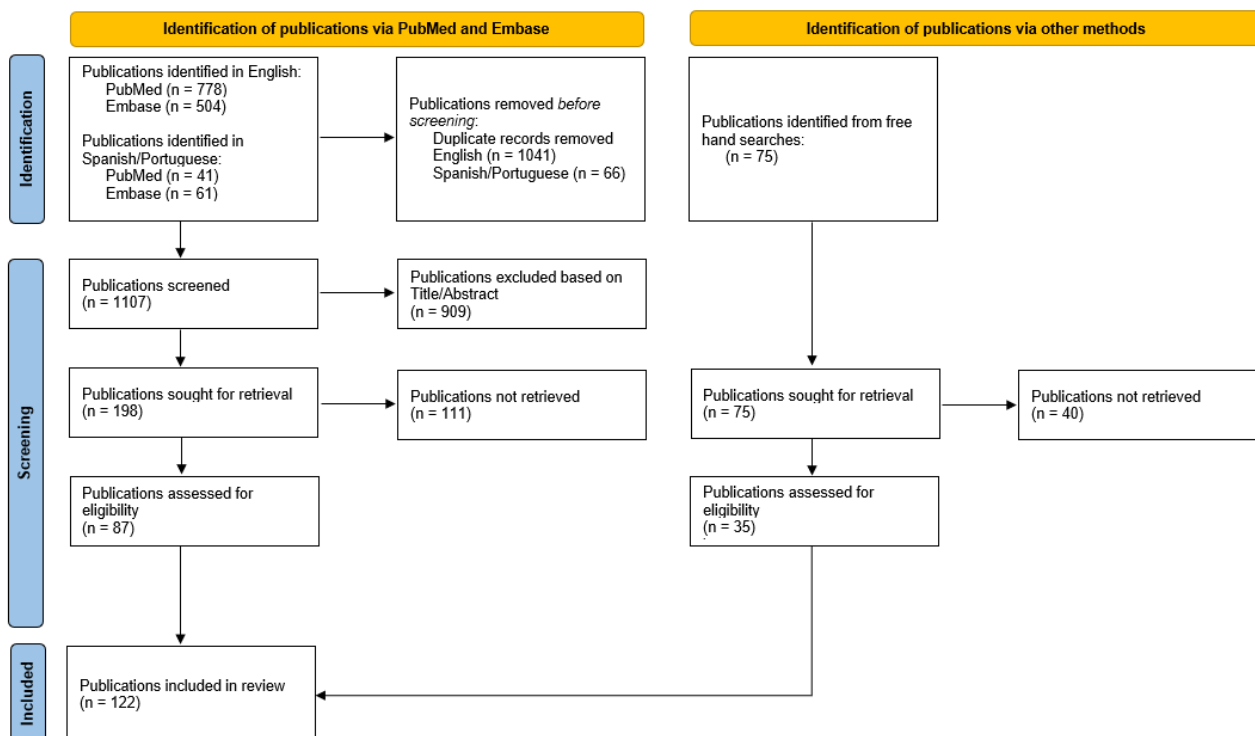 Identification of publications via PubMed and Embase
Identification of publications via other methods
Identification
Publications identified in English:
PubMed (n = 778)
Embase (n = 504)
Publications identified in
Spanish/Portuguese:
PubMed (n = 41)
Embase (n = 61)
Publications removed before
screening:
Duplicate records removed
English (n = 1041)
Spanish/Portuguese (n = 66)
Publications identified from free
hand searches:
(n = 75)
Screening
Publications screened
(n = 1107)
Publications excluded based on
Title/Abstract
(n = 909)
Publications sought for retrieval
(n = 198)
Publications not retrieved
(n = 111)
Publications sought for retrieval
(n = 75)
Publications not retrieved
(n = 40)
Publications assessed for
eligibility
(n = 87)
Publications assessed for
eligibility
(n = 35)
Included
Publications included in review
(n = 122)